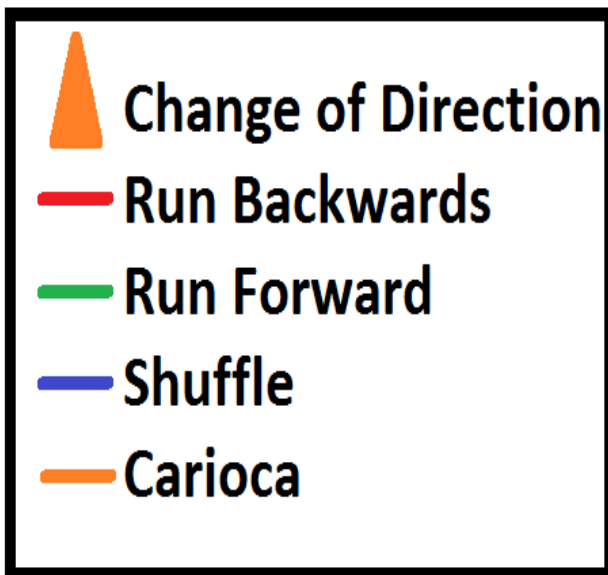 Change of Direction
Run Backwards
Run Forward
Shuffle
Carioca